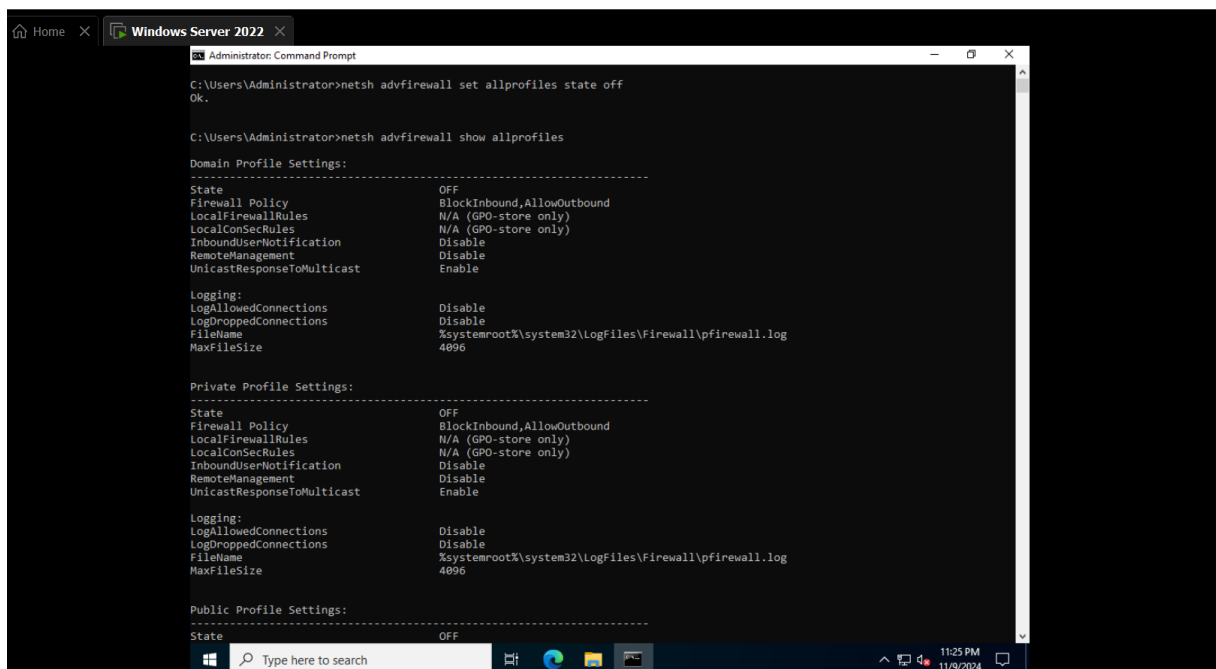 Home
Windows Server 2022
Administrator: Command Prompt
C:\Users\Administrator>netsh advfirewall set allprofiles state off
Ok.
C:\Users\Administrator>netsh advfirewall show allprofiles
Domain Profile Settings:
----------------------------------------------------------------------
State OFF
Firewall Policy BlockInbound,AllowOutbound
LocalFirewallRules N/A (GPO-store only)
LocalConSecRules N/A (GPO-store only)
InboundUserNotification Disable
RemoteManagement Disable
UnicastResponseToMulticast Enable
Logging:
LogAllowedConnections Disable
LogDroppedConnections Disable
FileName %systemroot%\system32\LogFiles\Firewall\pfirewall.log
MaxFileSize 4096
Private Profile Settings:
----------------------------------------------------------------------
State OFF
Firewall Policy BlockInbound,AllowOutbound
LocalFirewallRules N/A (GPO-store only)
LocalConSecRules N/A (GPO-store only)
InboundUserNotification Disable
RemoteManagement Disable
UnicastResponseToMulticast Enable
Logging:
LogAllowedConnections Disable
LogDroppedConnections Disable
FileName %systemroot%\system32\LogFiles\Firewall\pfirewall.log
MaxFileSize 4096
Public Profile Settings:
----------------------------------------------------------------------
State OFF
Type here to search
11:25 PM
11/9/2024